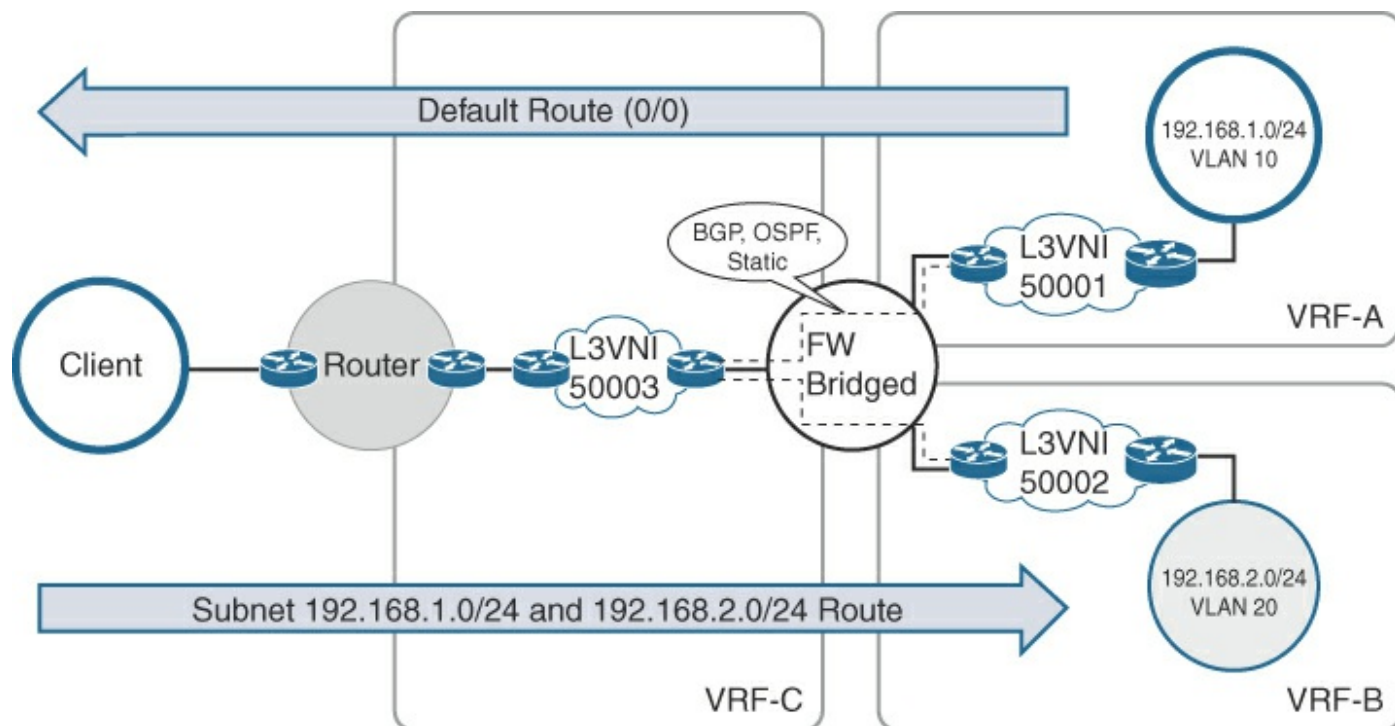 Default Route (0/0)
192.168.1.0/24
VLAN 10
BGP, OSPF,
Static
L3VNI
50001
VRF-A
Client
Router
L3VNI
50003
FW
Bridged
L3VNI
50002
192.168.2.0/24
VLAN 20
Subnet 192.168.1.0/24 and 192.168.2.0/24 Route
VRF-C
VRF-B